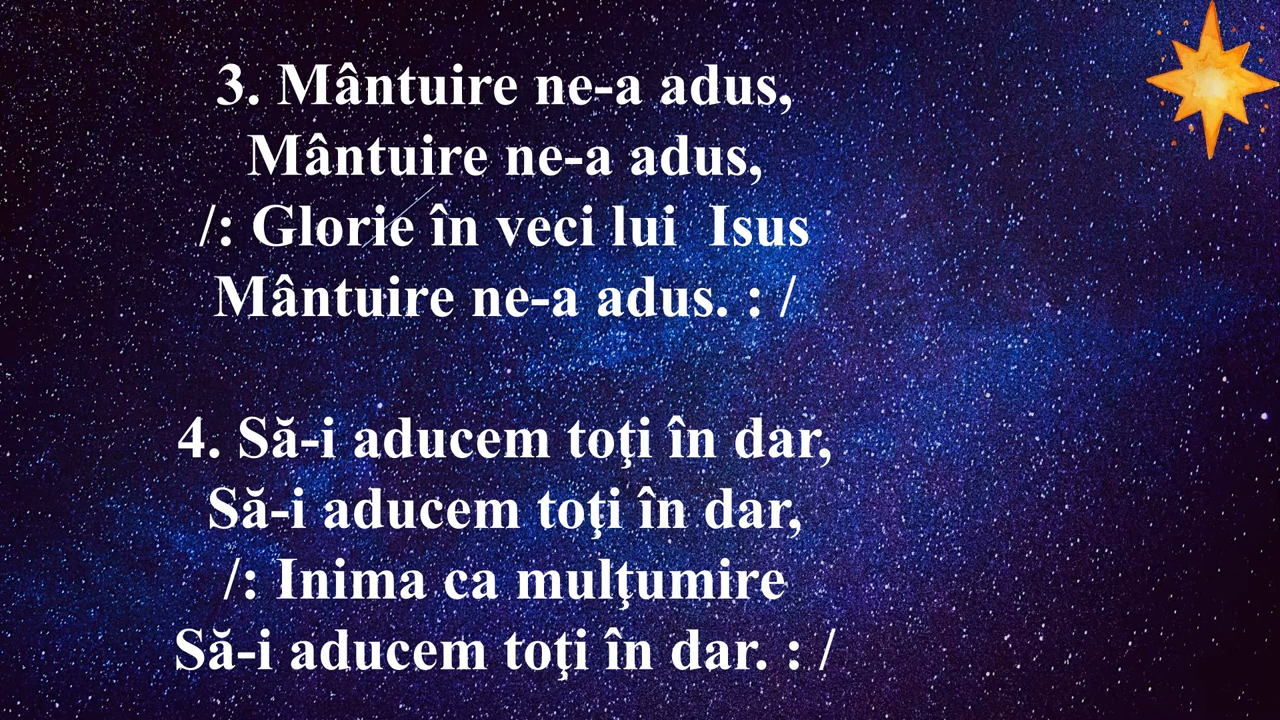 3. Mântuire ne-a adus,
Mântuire ne-a adus,
/: Glorie în veci lui  Isus
Mântuire ne-a adus. : /
4. Să-i aducem toţi în dar,
Să-i aducem toţi în dar,
/: Inima ca mulţumire
Să-i aducem toţi în dar. : /